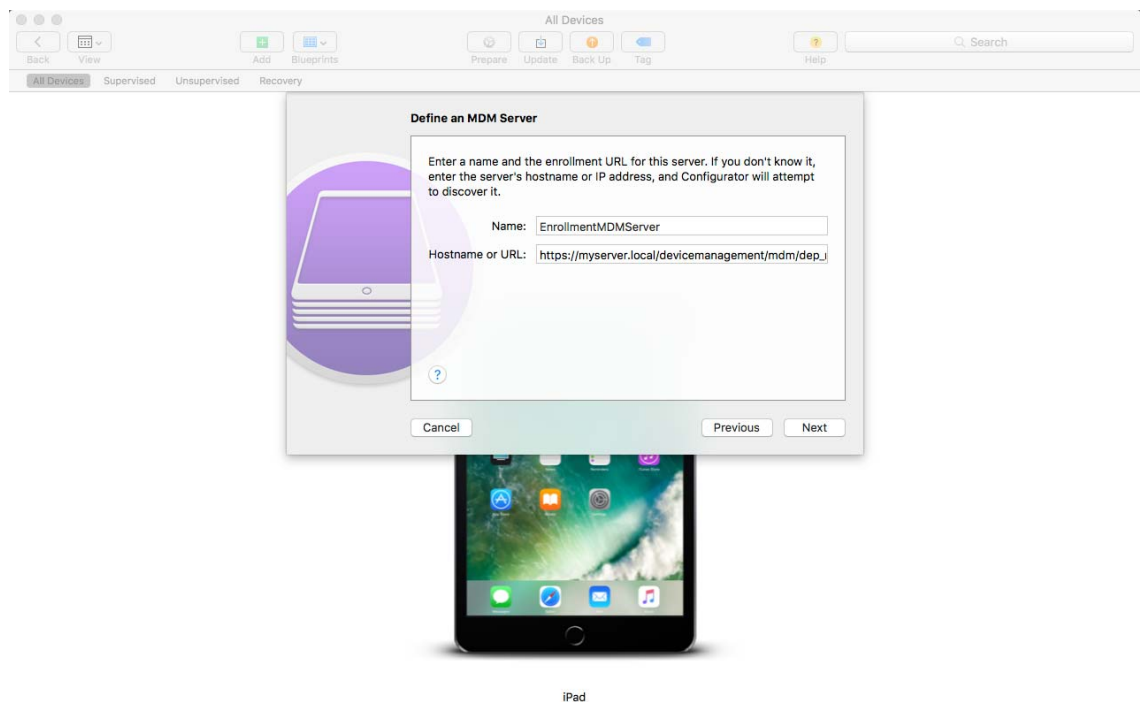 All Devices
Back View Add Blueprints Prepare Update Back Up Tag Help Search
All Devices Supervised Unsupervised Recovery
Define an MDM Server
Enter a name and the enrollment URL for this server. If you don't know it,
enter the server's hostname or IP address, and Configurator will attempt
to discover it.
Name: EnrollmentMDMServer
Hostname or URL: https://myserver.local/devicemanagement/mdm/dep_
?
Cancel Previous Next
iPad